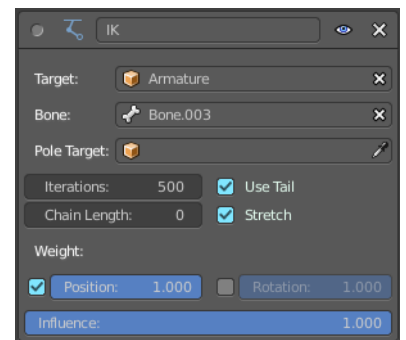 IK
Target: Armature
Bone: Bone.003
Pole Target:
Iterations: 500 Use Tail
Chain Length: 0 Stretch
Weight:
Position: 1.000 Rotation: 1.000
Influence: 1.000